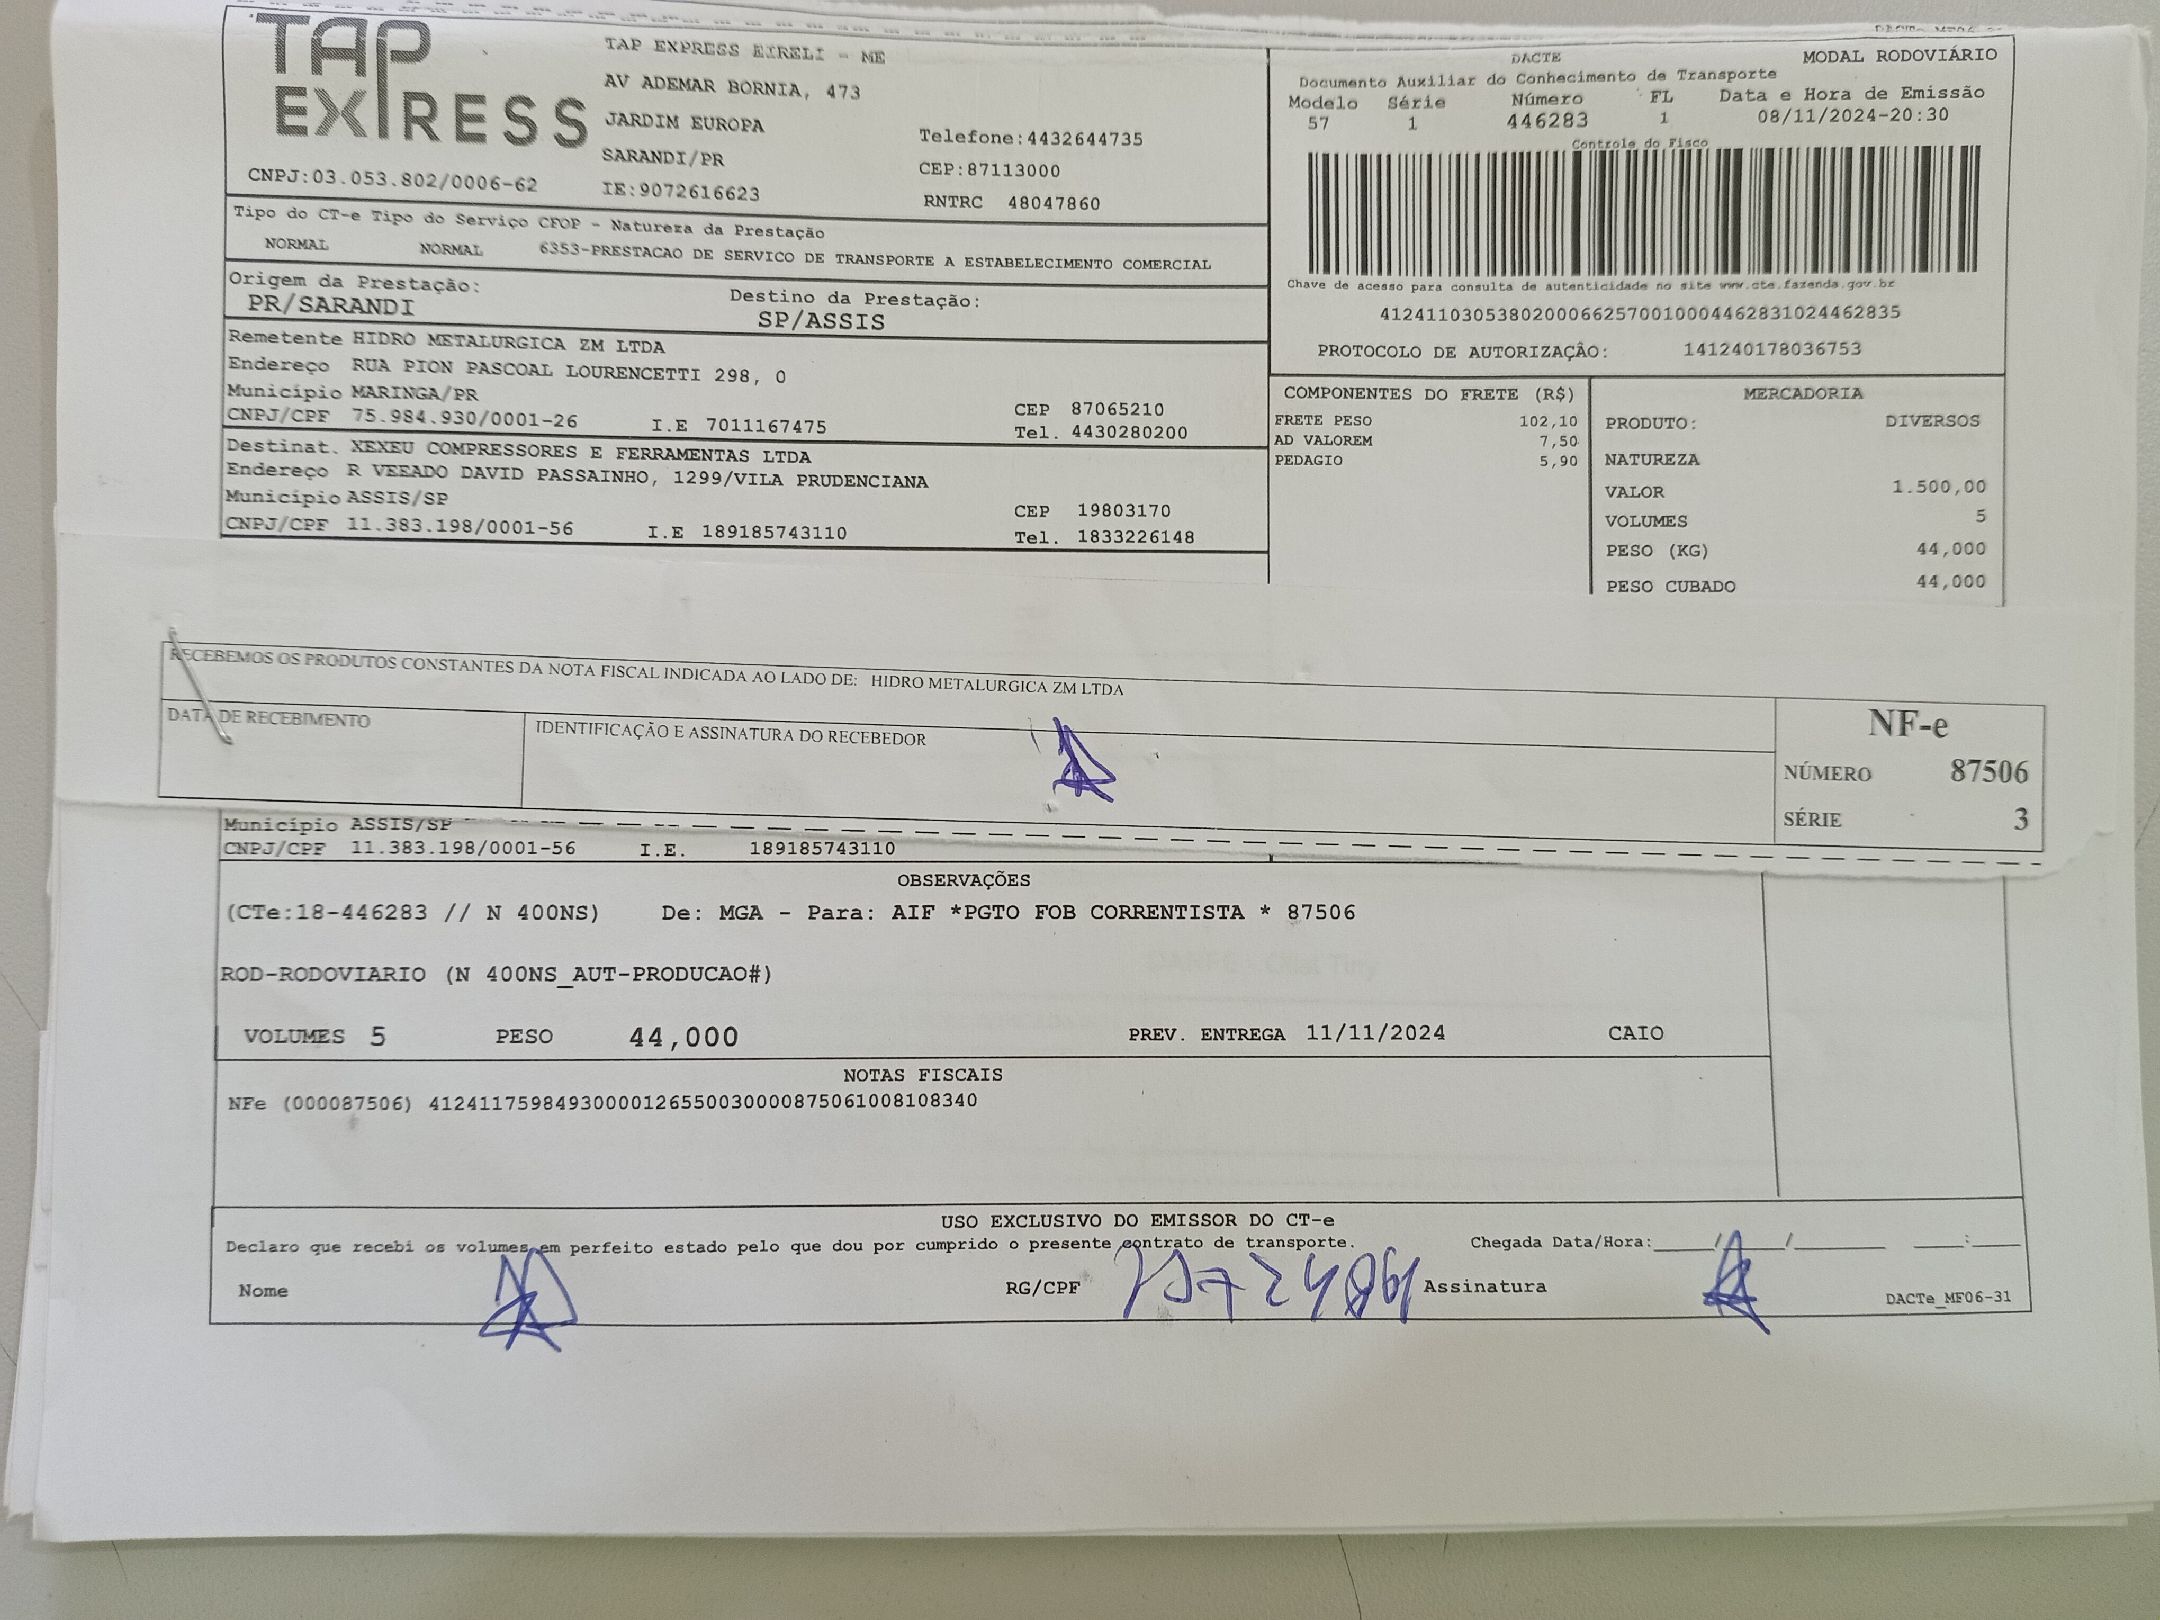 TAP EXPRESS
TAP EXPRESS EIRELI - ME
AV ADEMAR BORNIA, 473
JARDIM EUROPA
SARANDI/PR
IE:9072616623
Telefone:4432644735
CEP:87113000
RNTRC 48047860
CNPJ:03.053.802/0006-62
DACTE
MODAL RODOVIÁRIO
Documento Auxiliar do Conhecimento de Transporte
Modelo Série Número FL Data e Hora de Emissão
57 1 446283 1 08/11/2024-20:30
Controle do Fisco
Chave de acesso para consulta de autenticidade no site www.cte.fazenda.gov.br
41241103053802000662570010004462831024462835
PROTOCOLO DE AUTORIZAÇÃO: 141240178036753
Tipo do CT-e Tipo do Serviço CFOP - Natureza da Prestação
NORMAL NORMAL 6353-PRESTACAO DE SERVICO DE TRANSPORTE A ESTABELECIMENTO COMERCIAL
Origem da Prestação: Destino da Prestação:
PR/SARANDI SP/ASSIS
Remetente HIDRO METALURGICA ZM LTDA
Endereço RUA PION PASCOAL LOURENCETTI 298, 0
Município MARINGA/PR CEP 87065210
CNPJ/CPF 75.984.930/0001-26 I.E 7011167475 Tel. 4430280200
Destinat. XEXEU COMPRESSORES E FERRAMENTAS LTDA
Endereço R VEEADO DAVID PASSAINHO, 1299/VILA PRUDENCIANA
Município ASSIS/SP CEP 19803170
CNPJ/CPF 11.383.198/0001-56 I.E 189185743110 Tel. 1833226148
COMPONENTES DO FRETE (R$)
FRETE PESO 102,10
AD VALOREM 7,50
PEDAGIO 5,90
MERCADORIA
PRODUTO: DIVERSOS
NATUREZA
VALOR 1.500,00
VOLUMES 5
PESO (KG) 44,000
PESO CUBADO 44,000
RECEBEMOS OS PRODUTOS CONSTANTES DA NOTA FISCAL INDICADA AO LADO DE: HIDRO METALURGICA ZM LTDA
DATA DE RECEBIMENTO
IDENTIFICAÇÃO E ASSINATURA DO RECEBEDOR
NF-e
NÚMERO 87506
SÉRIE 3
Município ASSIS/SP
CNPJ/CPF 11.383.198/0001-56 I.E. 189185743110
OBSERVAÇÕES
(CTe:18-446283 // N 400NS) De: MGA - Para: AIF *PGTO FOB CORRENTISTA * 87506
ROD-RODOVIARIO (N 400NS_AUT-PRODUCAO#)
VOLUMES 5 PESO 44,000 PREV. ENTREGA 11/11/2024 CAIO
NOTAS FISCAIS
NFe (000087506) 41241175984930000126550030000875061008108340
USO EXCLUSIVO DO EMISSOR DO CT-e
Declaro que recebi os volumes em perfeito estado pelo que dou por cumprido o presente contrato de transporte. Chegada Data/Hora:____/____/____ ____:____
Nome RG/CPF Assinatura
DACTe_MF06-31